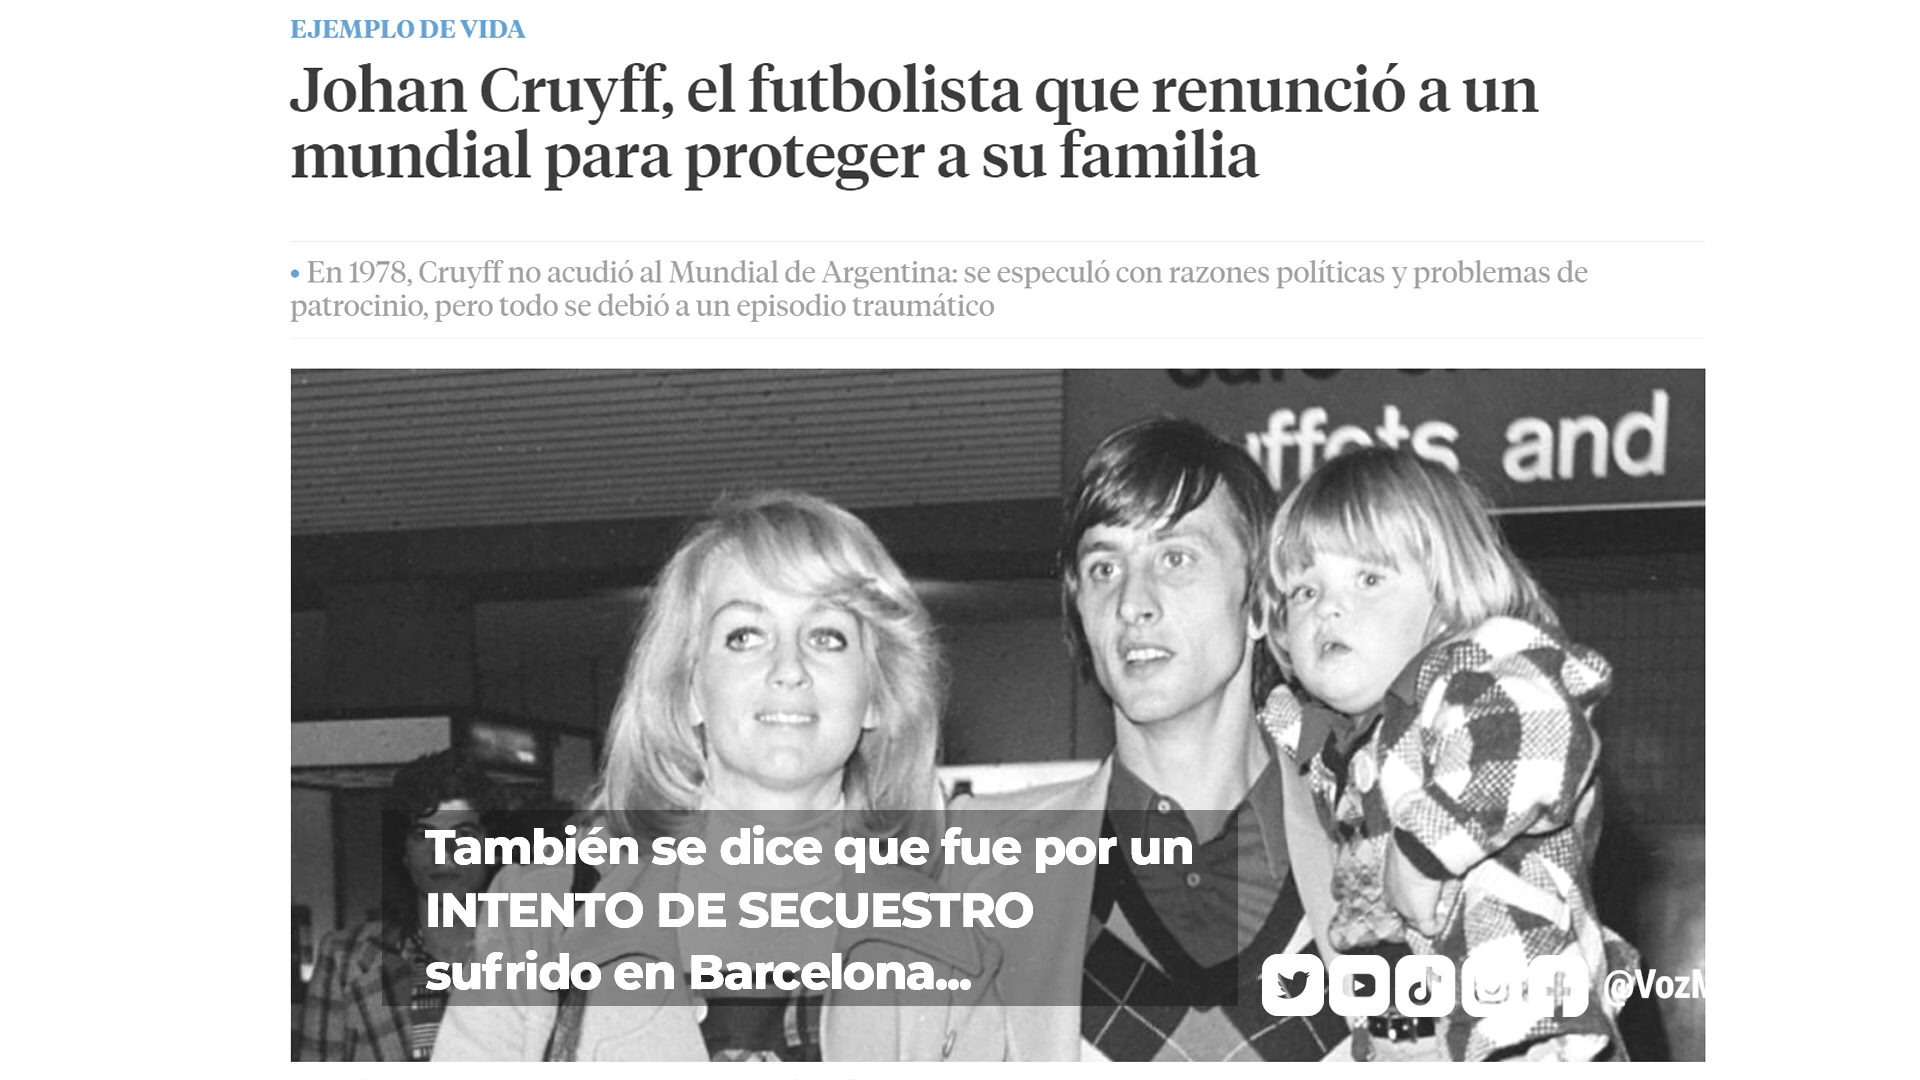 EJEMPLO DE VIDA
Johan Cruyff, el futbolista que renunció a un
mundial para proteger a su familia
• En 1978, Cruyff no acudió al Mundial de Argentina: se especuló con razones políticas y problemas de
patrocinio, pero todo se debió a un episodio traumático
and
También se dice que fue por un
INTENTO DE SECUESTRO
sufrido en Barcelona...